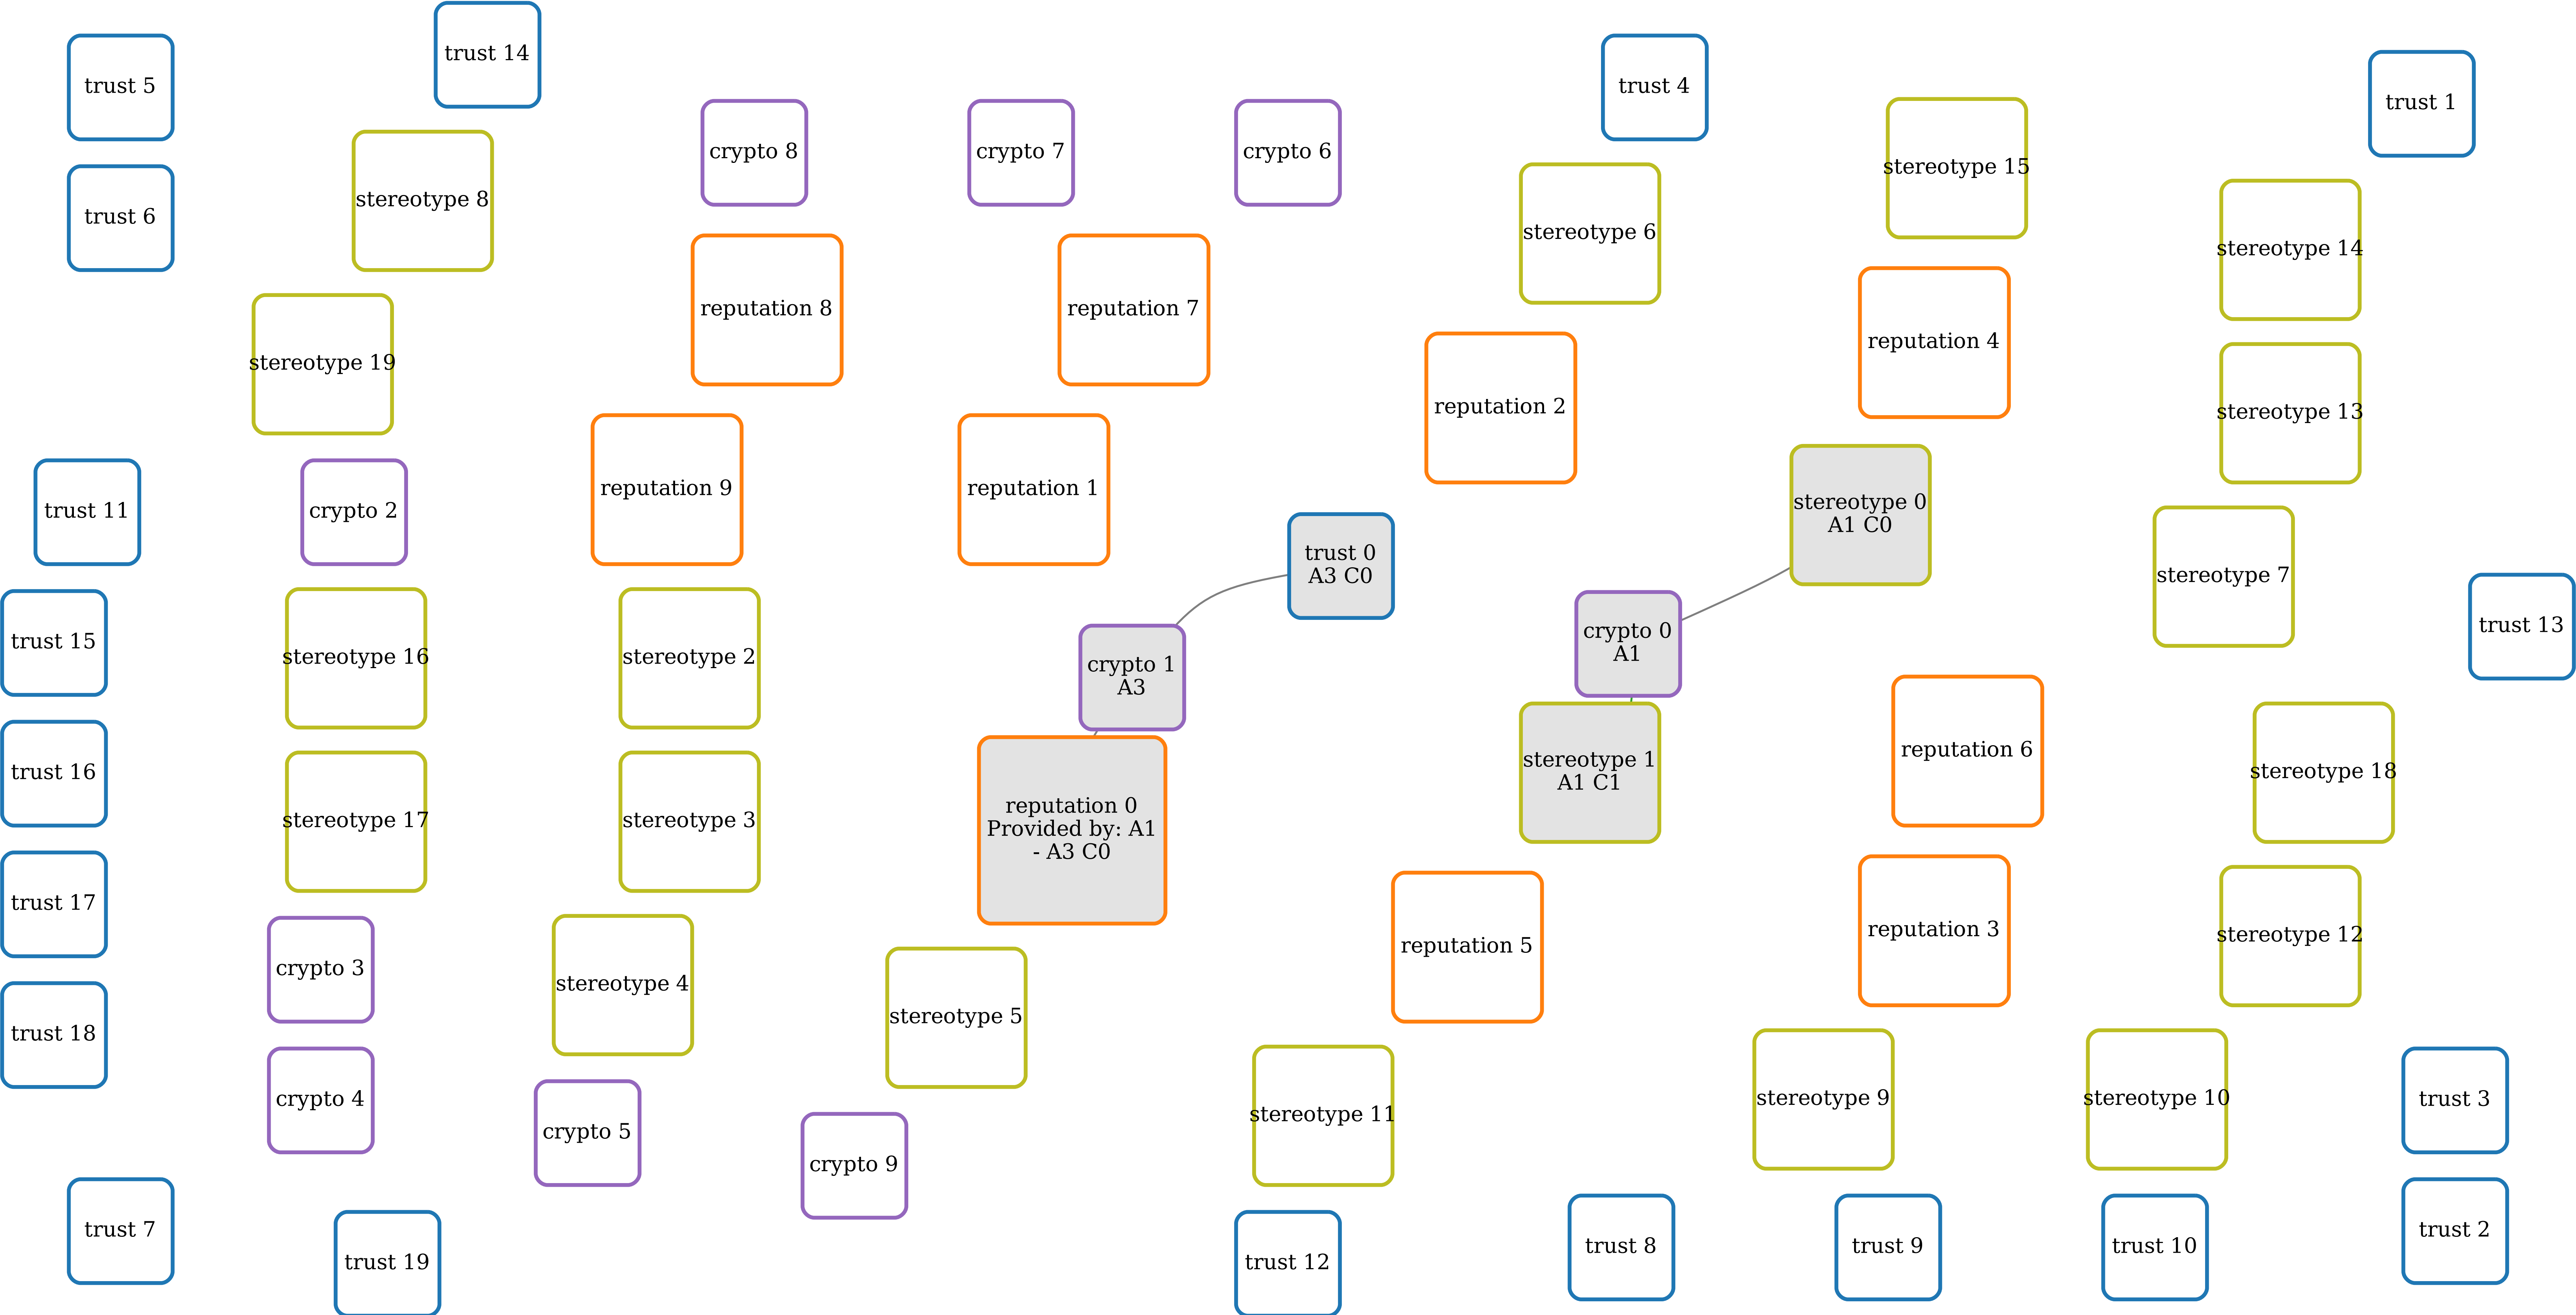 trust 5
trust 14
trust 4
trust 1
crypto 8
crypto 7
crypto 6
stereotype 15
trust 6
stereotype 8
stereotype 6
stereotype 14
reputation 8
reputation 7
reputation 4
stereotype 19
reputation 2
stereotype 13
reputation 9
reputation 1
trust 11
crypto 2
stereotype 0
A1 C0
trust 0
A3 C0
stereotype 7
trust 13
trust 15
stereotype 16
stereotype 2
crypto 1
A3
crypto 0
A1
reputation 6
trust 16
stereotype 1
A1 C1
stereotype 18
stereotype 17
stereotype 3
reputation 0
Provided by: A1
- A3 C0
trust 17
reputation 5
reputation 3
stereotype 12
crypto 3
stereotype 4
stereotype 5
trust 18
crypto 4
stereotype 11
stereotype 9
stereotype 10
trust 3
crypto 5
crypto 9
trust 7
trust 19
trust 12
trust 8
trust 9
trust 10
trust 2